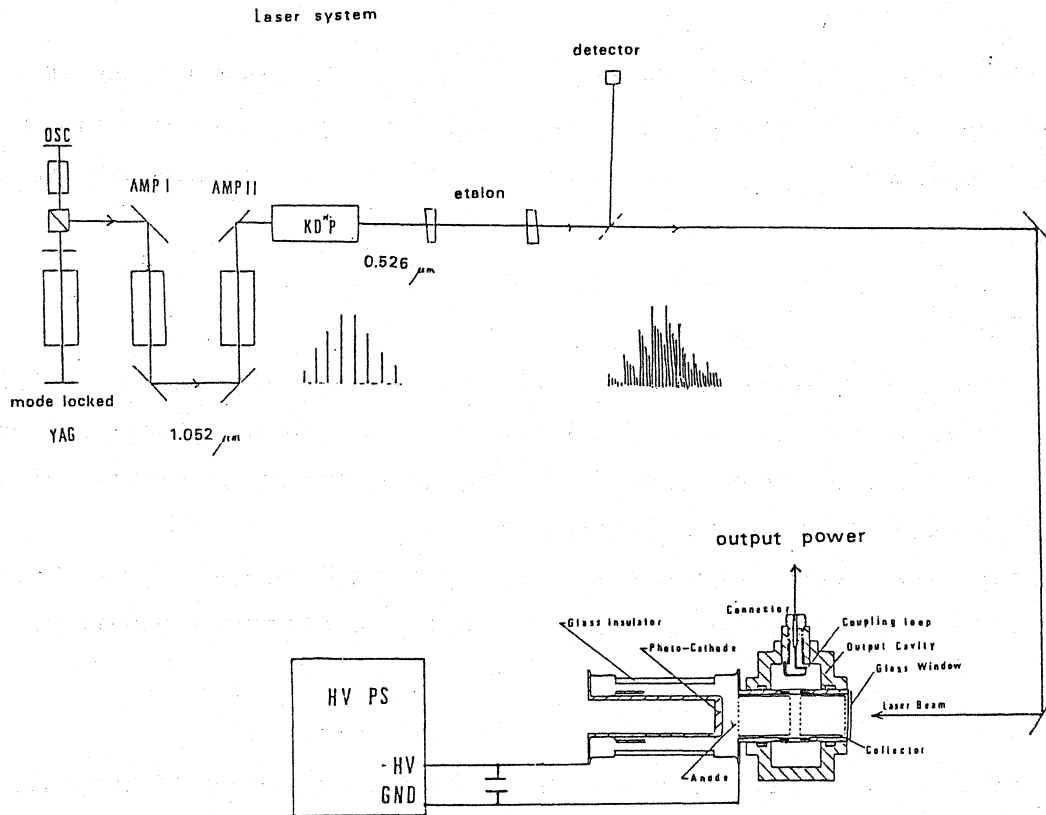 Laser system
detector
OSC
AMP I
AMP II
etalon
KD*P
0.526 μm
mode locked
YAG
1.052 μm
output power
Connector
Coupling loop
Glass Insulator
Output Cavity
Photo-Cathode
Glass Window
HV PS
Laser Beam
Collector
-HV
Anode
GND